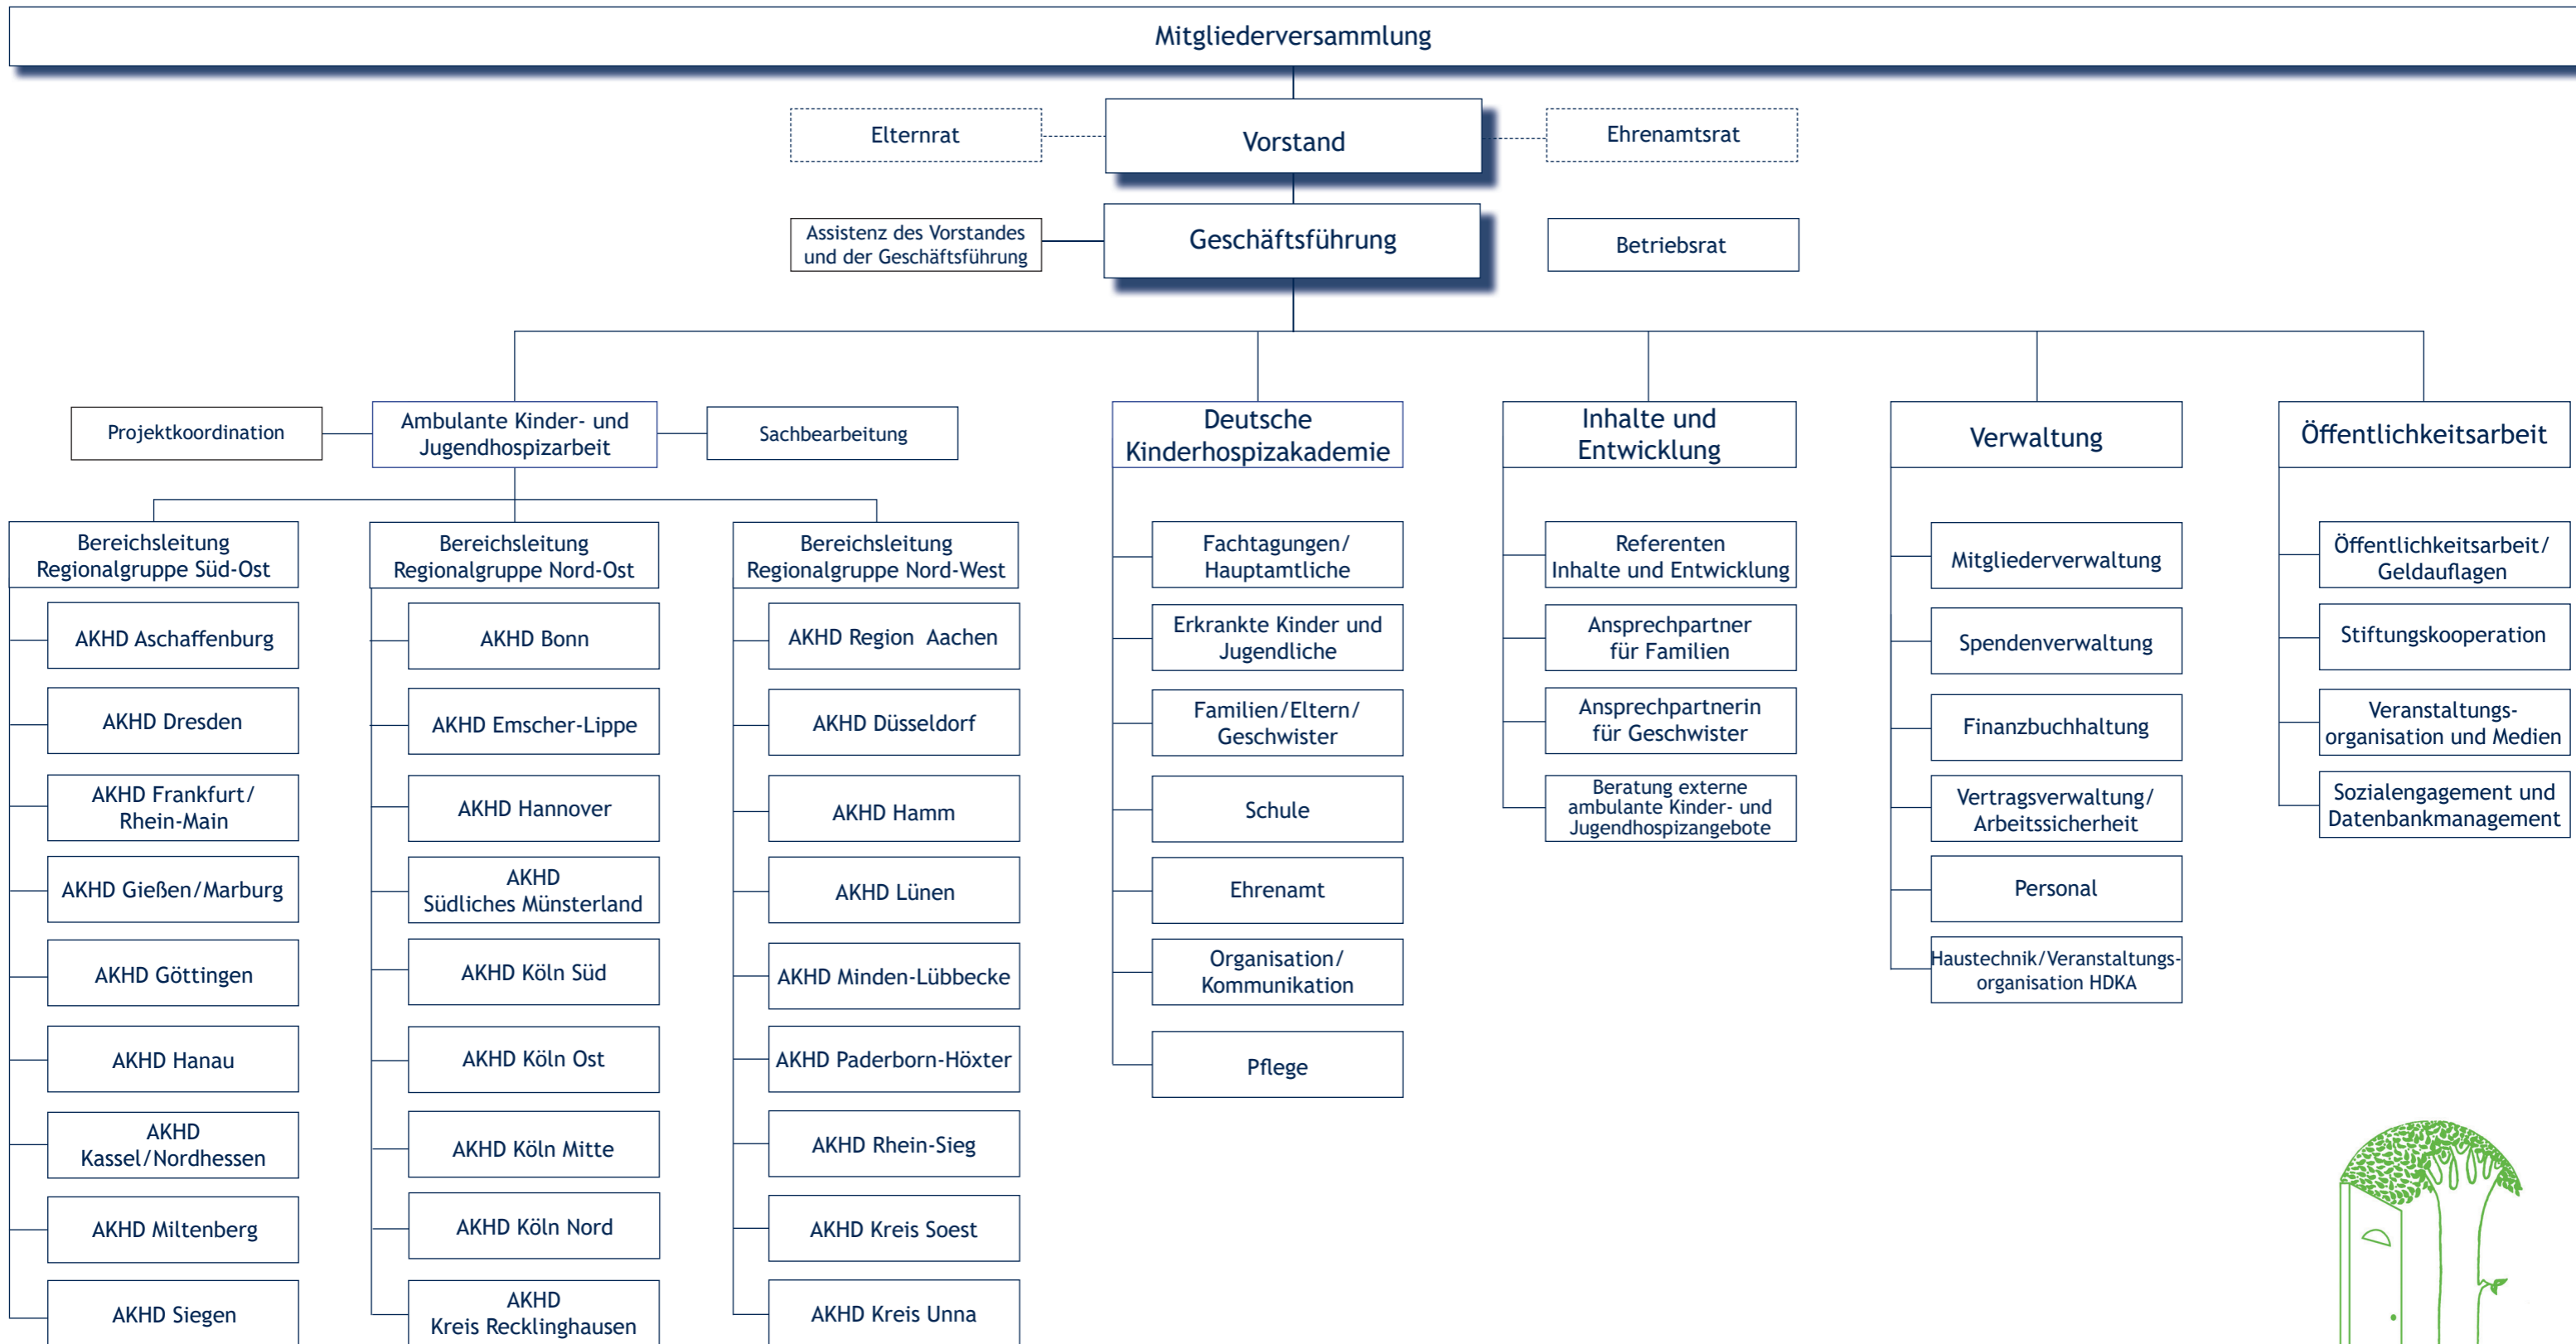 Mitgliederversammlung
Elternrat
Vorstand
Ehrenamtsrat
Assistenz des Vorstandes
und der Geschäftsführung
Geschäftsführung
Betriebsrat
Projektkoordination
Ambulante Kinder- und
Jugendhospizarbeit
Sachbearbeitung
Deutsche
Kinderhospizakademie
Inhalte und
Entwicklung
Verwaltung
Öffentlichkeitsarbeit
Bereichsleitung
Regionalgruppe Süd-Ost
AKHD Aschaffenburg
AKHD Dresden
AKHD Frankfurt/
Rhein-Main
AKHD Gießen/Marburg
AKHD Göttingen
AKHD Hanau
AKHD
Kassel/Nordhessen
AKHD Miltenberg
AKHD Siegen
Bereichsleitung
Regionalgruppe Nord-Ost
AKHD Bonn
AKHD Emscher-Lippe
AKHD Hannover
AKHD
Südliches Münsterland
AKHD Köln Süd
AKHD Köln Ost
AKHD Köln Mitte
AKHD Köln Nord
AKHD
Kreis Recklinghausen
Bereichsleitung
Regionalgruppe Nord-West
AKHD Region Aachen
AKHD Düsseldorf
AKHD Hamm
AKHD Lünen
AKHD Minden-Lübbecke
AKHD Paderborn-Höxter
AKHD Rhein-Sieg
AKHD Kreis Soest
AKHD Kreis Unna
Fachtagungen/
Hauptamtliche
Erkrankte Kinder und
Jugendliche
Familien/Eltern/
Geschwister
Schule
Ehrenamt
Organisation/
Kommunikation
Pflege
Referenten
Inhalte und Entwicklung
Ansprechpartner
für Familien
Ansprechpartnerin
für Geschwister
Beratung externe
ambulante Kinder- und
Jugendhospizangebote
Mitgliederverwaltung
Spendenverwaltung
Finanzbuchhaltung
Vertragsverwaltung/
Arbeitssicherheit
Personal
Haustechnik/Veranstaltungs-
organisation HDKA
Öffentlichkeitsarbeit/
Geldauflagen
Stiftungskooperation
Veranstaltungs-
organisation und Medien
Sozialengagement und
Datenbankmanagement